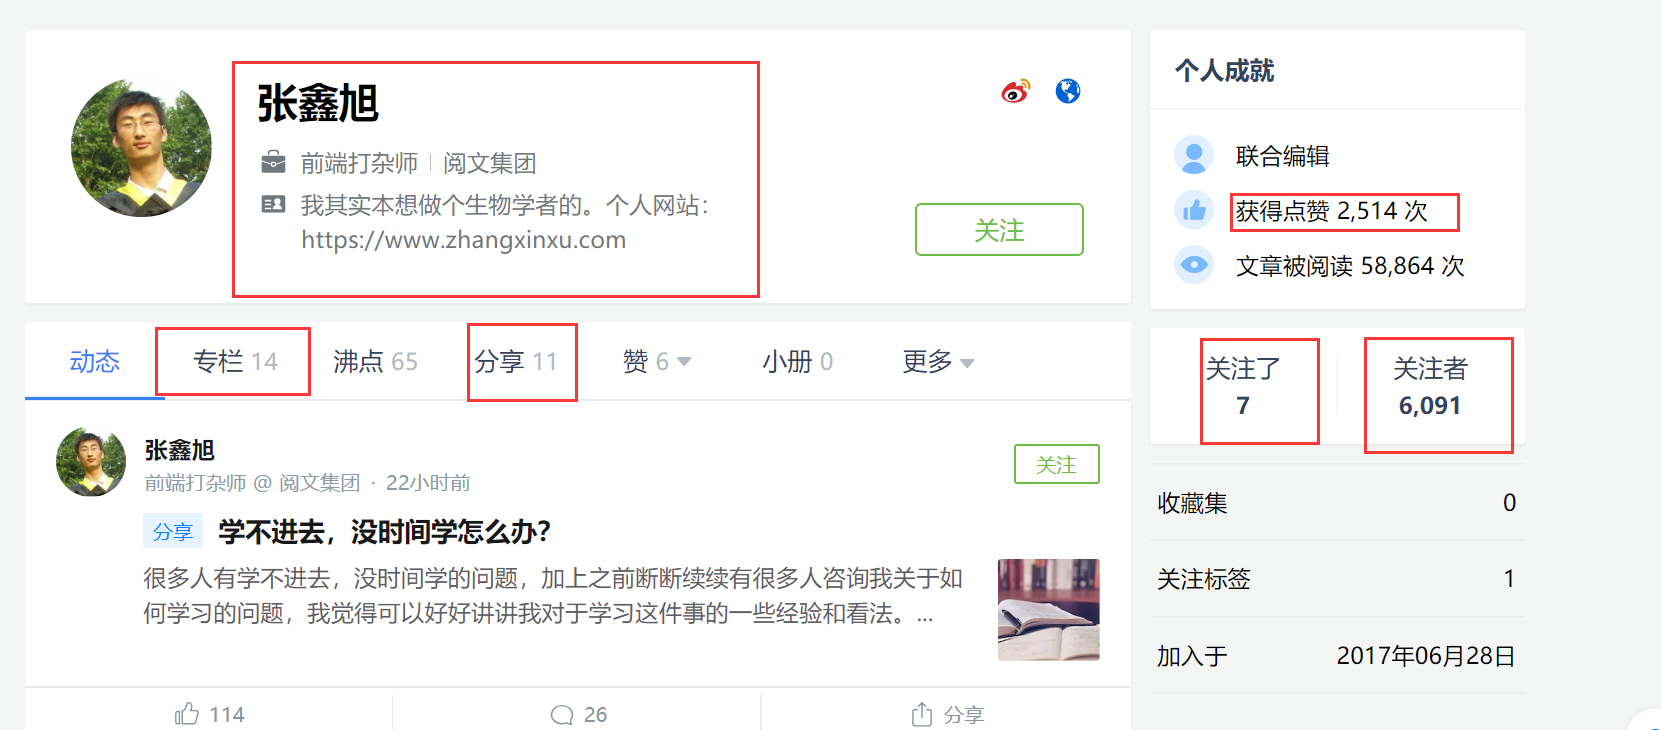 张鑫旭
前端打杂师 | 阅文集团
我其实本想做个生物学者的。个人网站：
https://www.zhangxinxu.com
关注
动态 专栏 14 沸点 65 分享 11 赞 6 小册 0 更多
张鑫旭
前端打杂师 @ 阅文集团 · 22小时前
关注
分享 学不进去，没时间学怎么办？
很多人有学不进去，没时间学的问题，加上之前断断续续有很多人咨询我关于如
何学习的问题，我觉得可以好好讲讲我对于学习这件事的一些经验和看法。...
114 26 分享
个人成就
联合编辑
获得点赞 2,514 次
文章被阅读 58,864 次
关注了 关注者
7 6,091
收藏集 0
关注标签 1
加入于 2017年06月28日